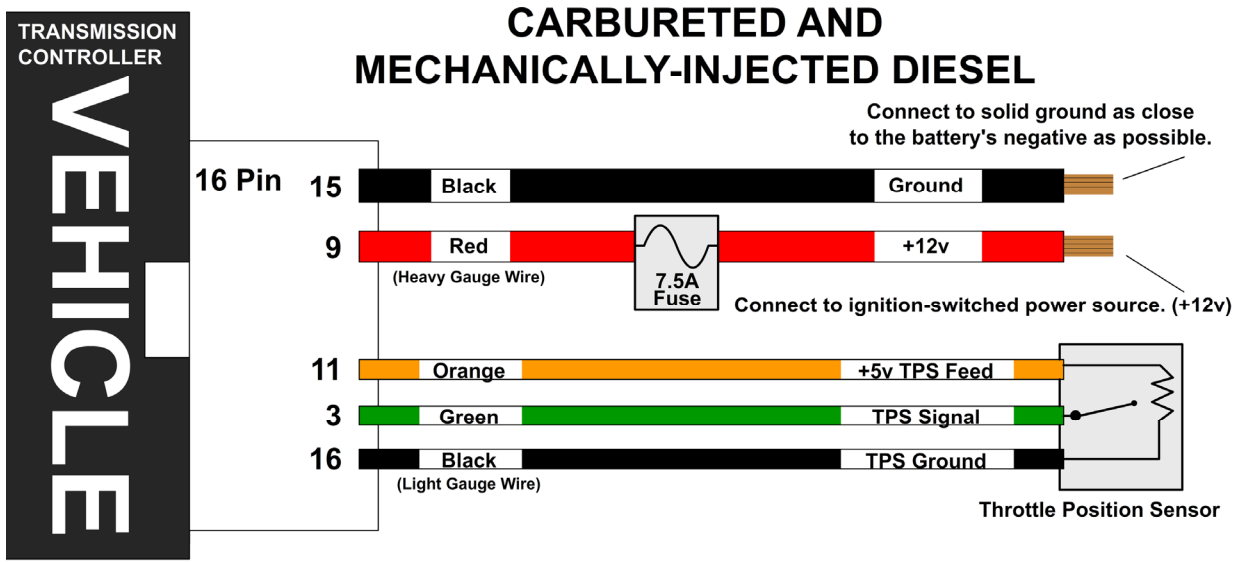 TRANSMISSION
CONTROLLER
VEHICLE
CARBURETED AND
MECHANICALLY-INJECTED DIESEL
Connect to solid ground as close
to the battery's negative as possible.
16 Pin
15 Black Ground
9 Red +12v
(Heavy Gauge Wire)
7.5A
Fuse
Connect to ignition-switched power source. (+12v)
11 Orange +5v TPS Feed
3 Green TPS Signal
16 Black TPS Ground
(Light Gauge Wire)
Throttle Position Sensor